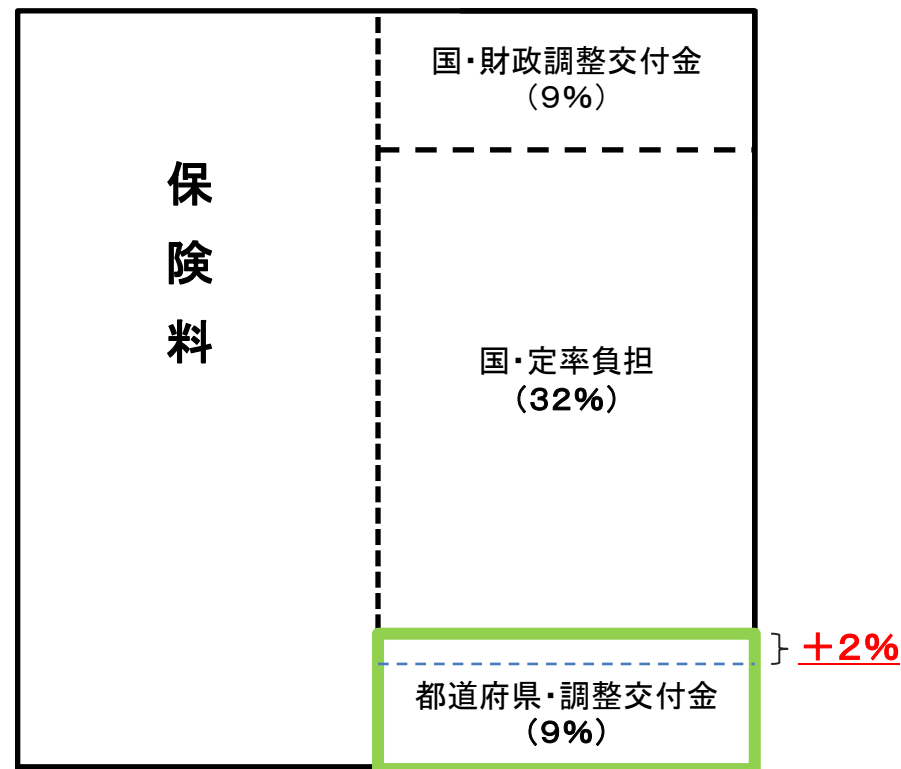 国・財政調整交付金
（９％）
保
険
料
国・定率負担
（３２％）
＋２％
都道府県・調整交付金
（９％）